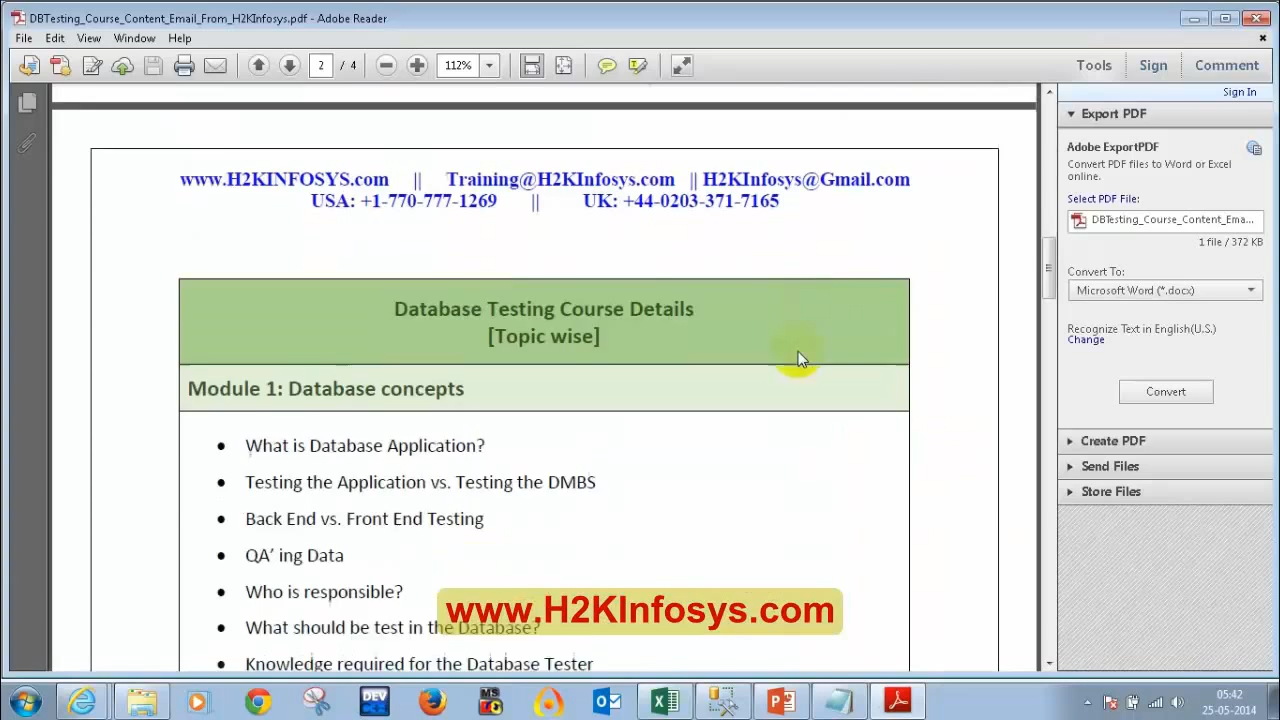 DBTesting_Course_Content_Email_From_H2KInfosys.pdf - Adobe Reader
File Edit View Window Help
2 / 4 112% Tools Sign Comment
Sign In
Export PDF
Adobe ExportPDF
Convert PDF files to Word or Excel
online.
Select PDF File:
DBTesting_Course_Content_Ema...
1 file / 372 KB
Convert To:
Microsoft Word (*.docx)
Recognize Text in English(U.S.)
Change
Convert
Create PDF
Send Files
Store Files
www.H2KINFOSYS.com || Training@H2KInfosys.com || H2KInfosys@Gmail.com
USA: +1-770-777-1269 || UK: +44-0203-371-7165
Database Testing Course Details
[Topic wise]
Module 1: Database concepts
• What is Database Application?
• Testing the Application vs. Testing the DMBS
• Back End vs. Front End Testing
• QA' ing Data
• Who is responsible?
• What should be test in the Database?
• Knowledge required for the Database Tester
www.H2KInfosys.com
DEV
MS
05:42
25-05-2014